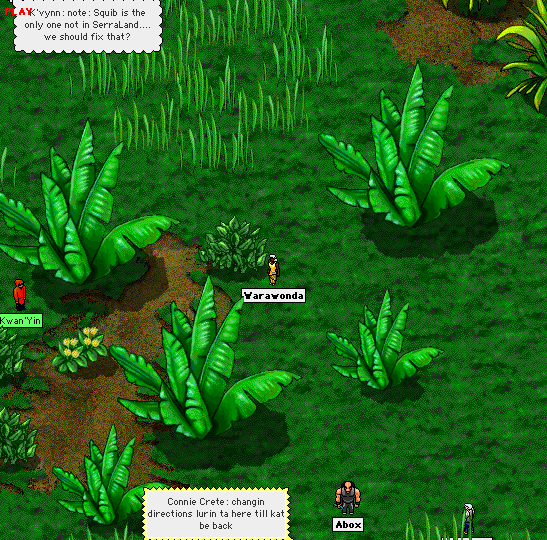 PLAY
K'vynn: note: Squib is the
only one not in SerraLand....
we should fix that?
Warawonda
Kwan'Yin
Connie Crete: changin
directions lurin ta here till kat
be back
Abox